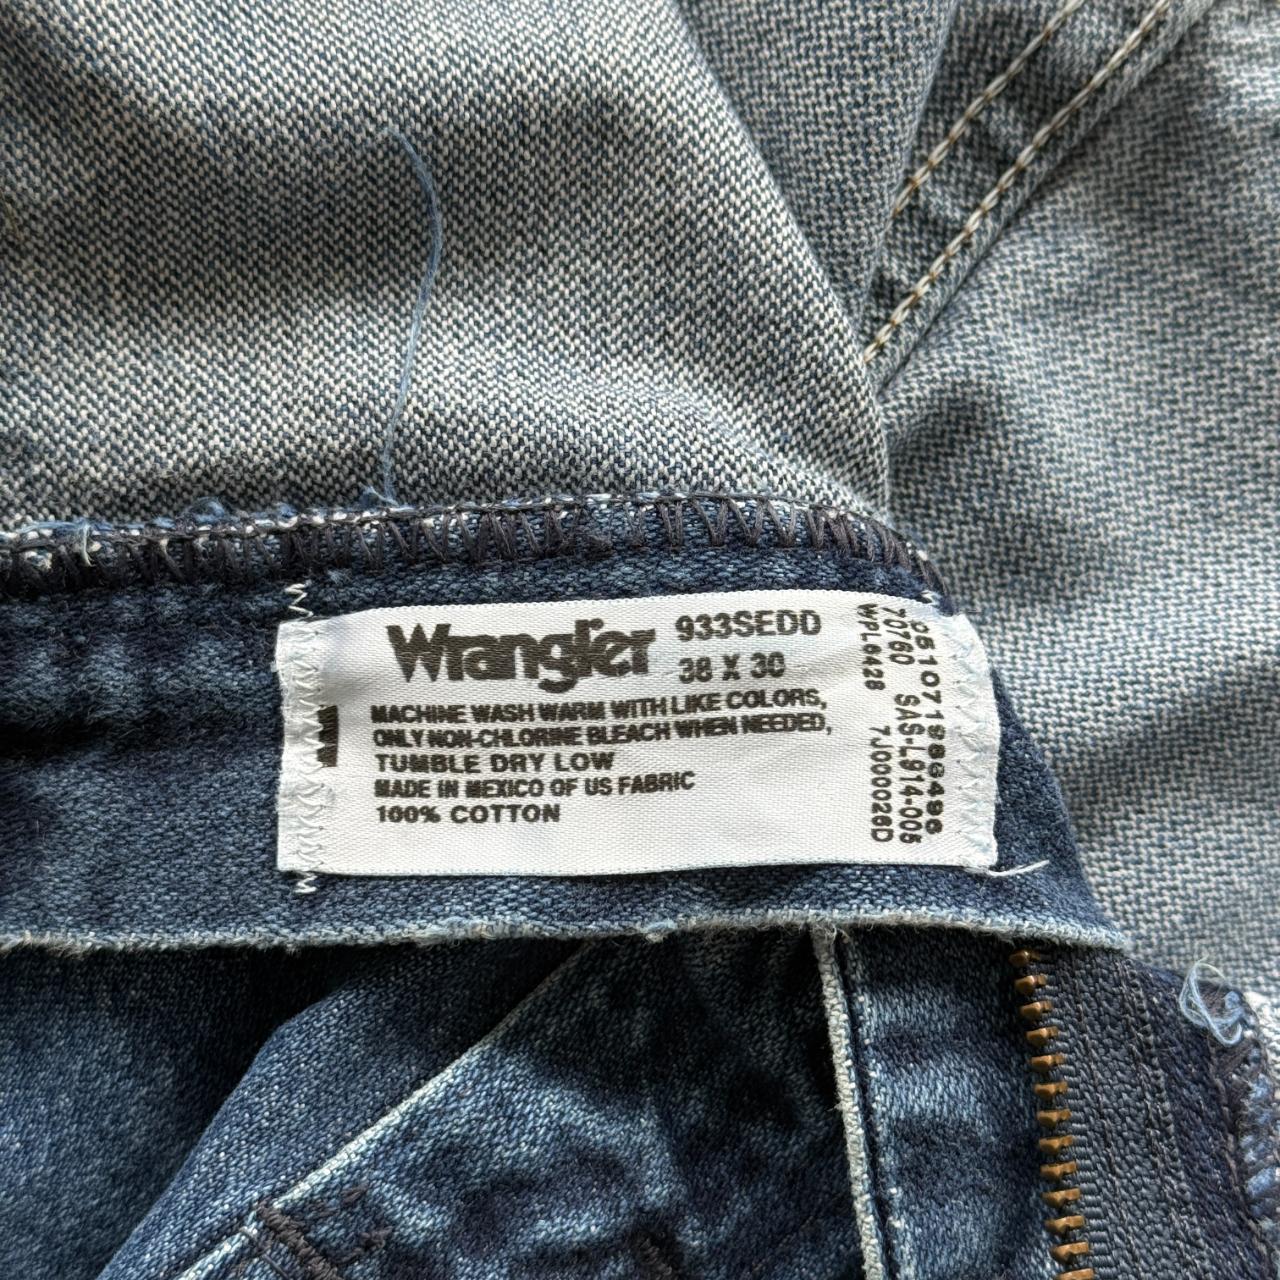 Wrangler 933SEDD
38 X 30
MACHINE WASH WARM WITH LIKE COLORS,
ONLY NON-CHLORINE BLEACH WHEN NEEDED,
TUMBLE DRY LOW
MADE IN MEXICO OF US FABRIC
100% COTTON
051071986496
70760 SAS-L914-005
WPL6428 7J000026D